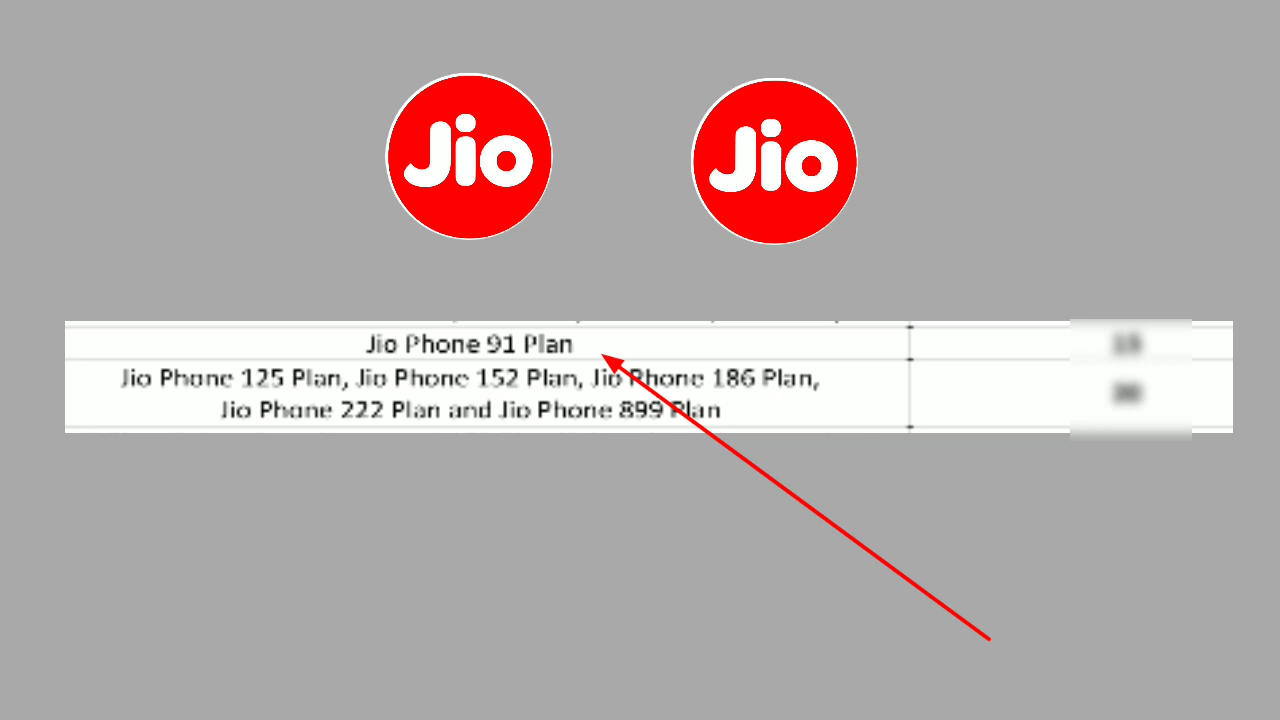 Jio Jio
Jio Phone 91 Plan
Jio Phone 125 Plan, Jio Phone 152 Plan, Jio Phone 186 Plan,
Jio Phone 222 Plan and Jio Phone 899 Plan